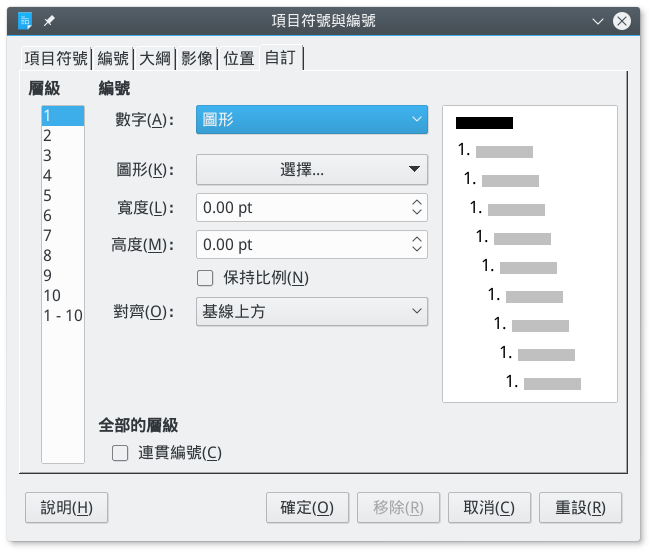 項目符號與編號
項目符號 編號 大綱 影像 位置 自訂
層級
1
2
3
4
5
6
7
8
9
10
1 - 10
編號
數字(A)： 圖形
圖形(K)： 選擇...
寬度(L)： 0.00 pt
高度(M)： 0.00 pt
保持比例(N)
對齊(O)： 基線上方
1.
1.
1.
1.
1.
1.
1.
1.
1.
全部的層級
連貫編號(C)
說明(H) 確定(O) 移除(R) 取消(C) 重設(R)